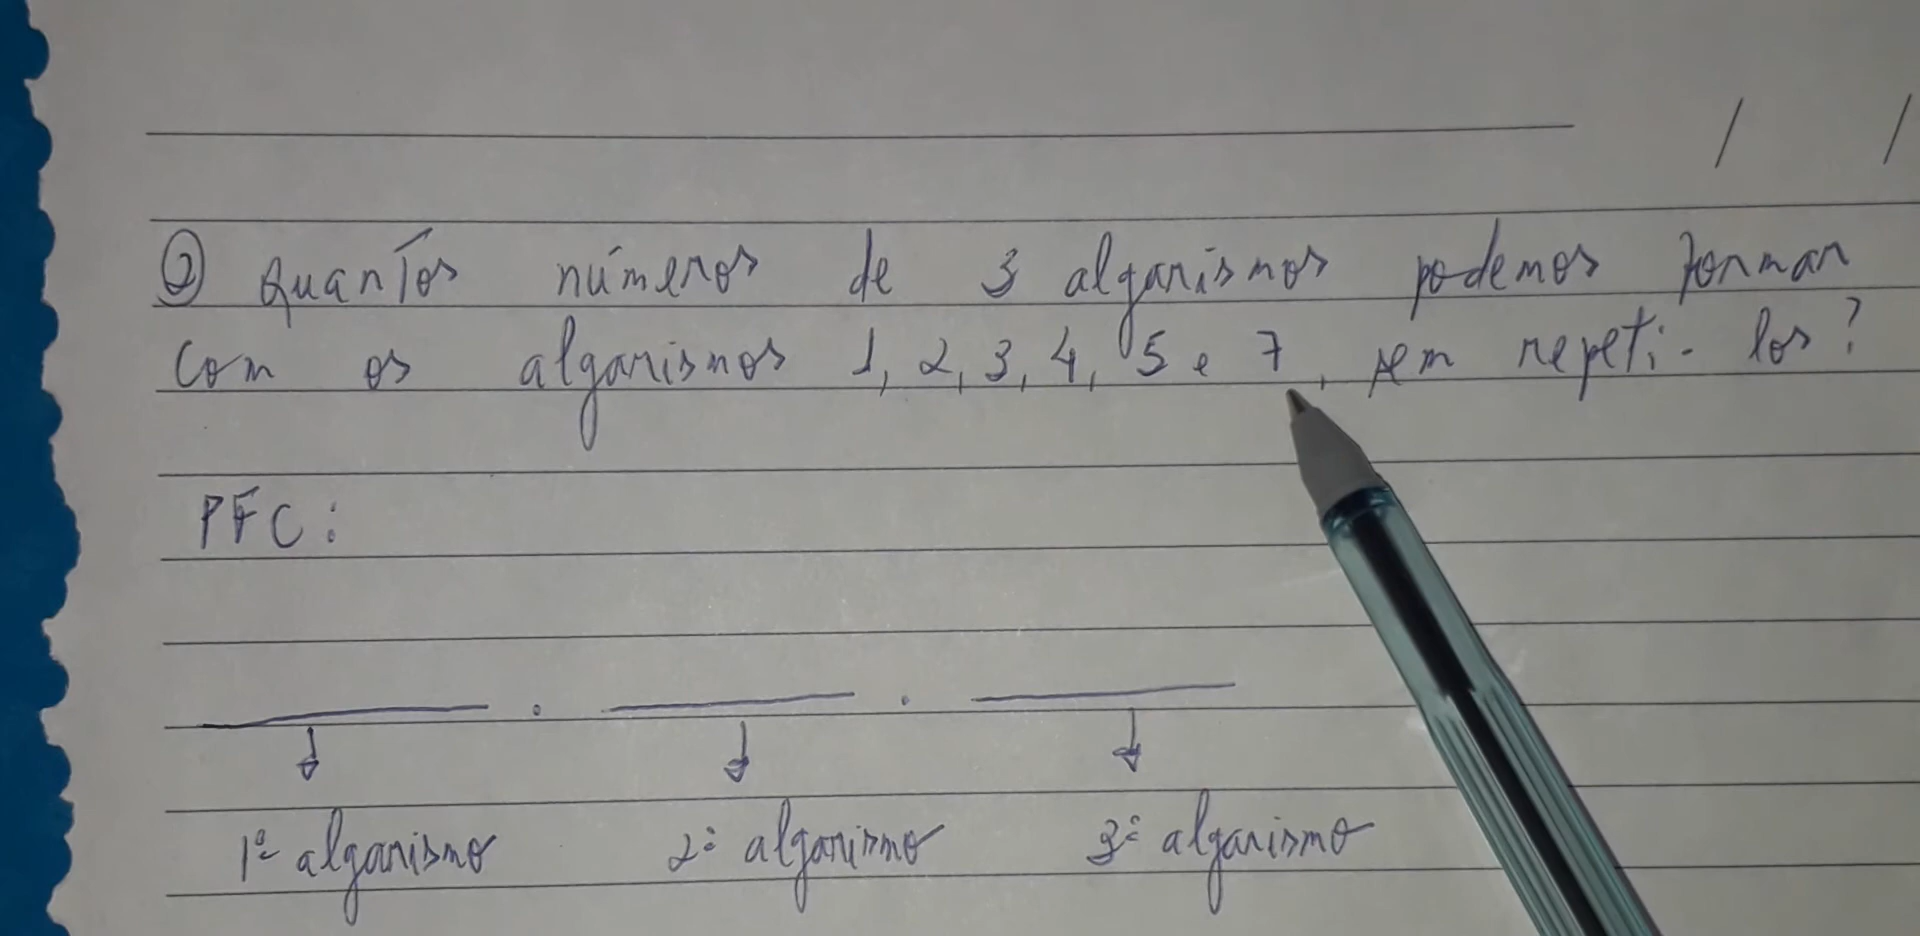 ② Quantos números de 3 algarismos podemos formar
com os algarismos 1, 2, 3, 4, 5 e 7, sem repeti-los?
PFC:
1º algarismo 2º algarismo 3º algarismo